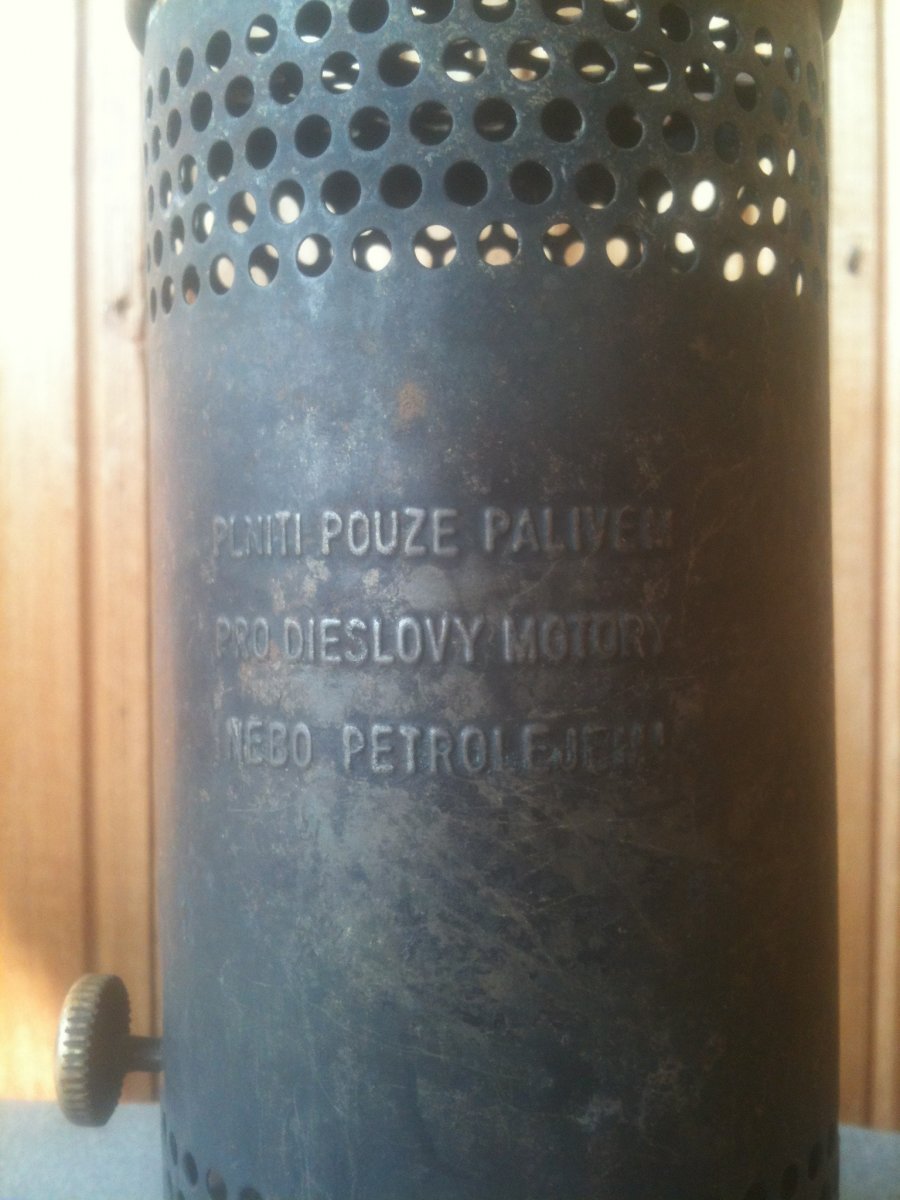 PLNITI POUZE PALIVEM
PRO DIESLOVY MOTORY
NEBO PETROLEJEM!